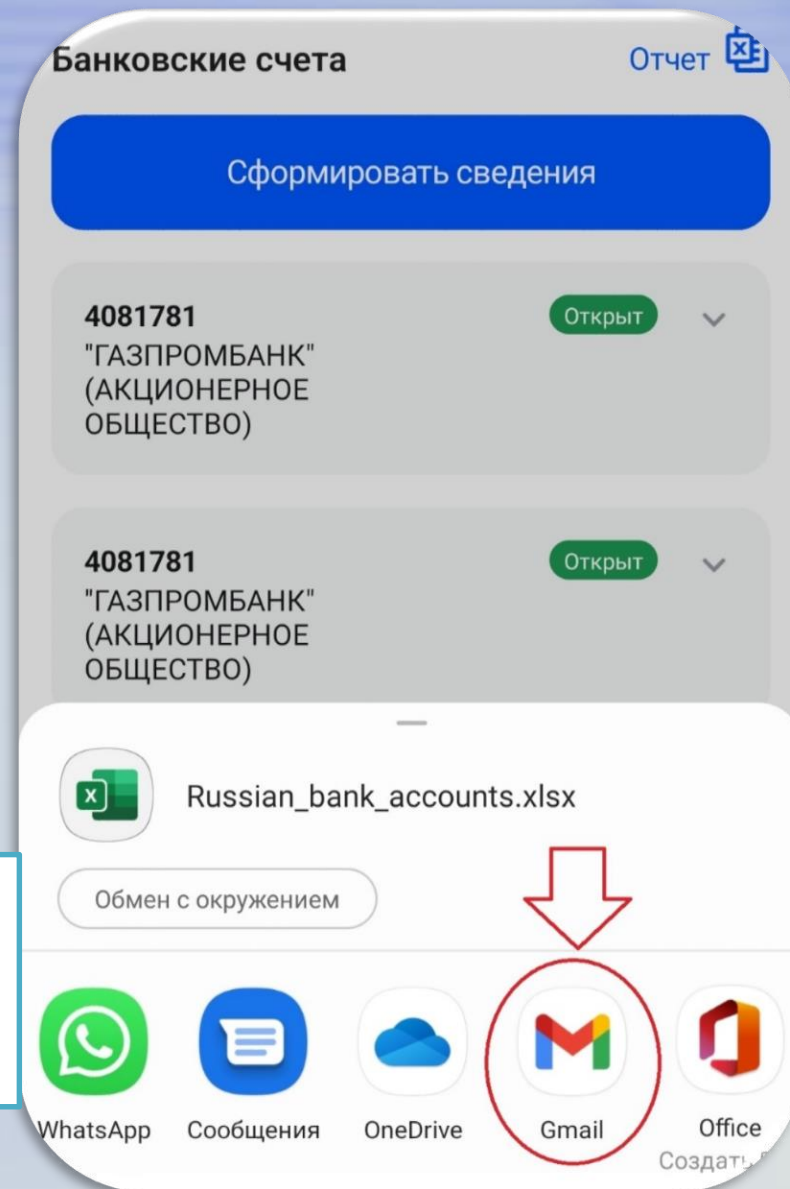 Банковские счета
Отчет
Сформировать сведения
4081781
Открыт
"ГАЗПРОМБАНК"
(АКЦИОНЕРНОЕ
ОБЩЕСТВО)
4081781
Открыт
"ГАЗПРОМБАНК"
(АКЦИОНЕРНОЕ
ОБЩЕСТВО)
Russian_bank_accounts.xlsx
Обмен с окружением
WhatsApp
Сообщения
OneDrive
Gmail
Office
Создать